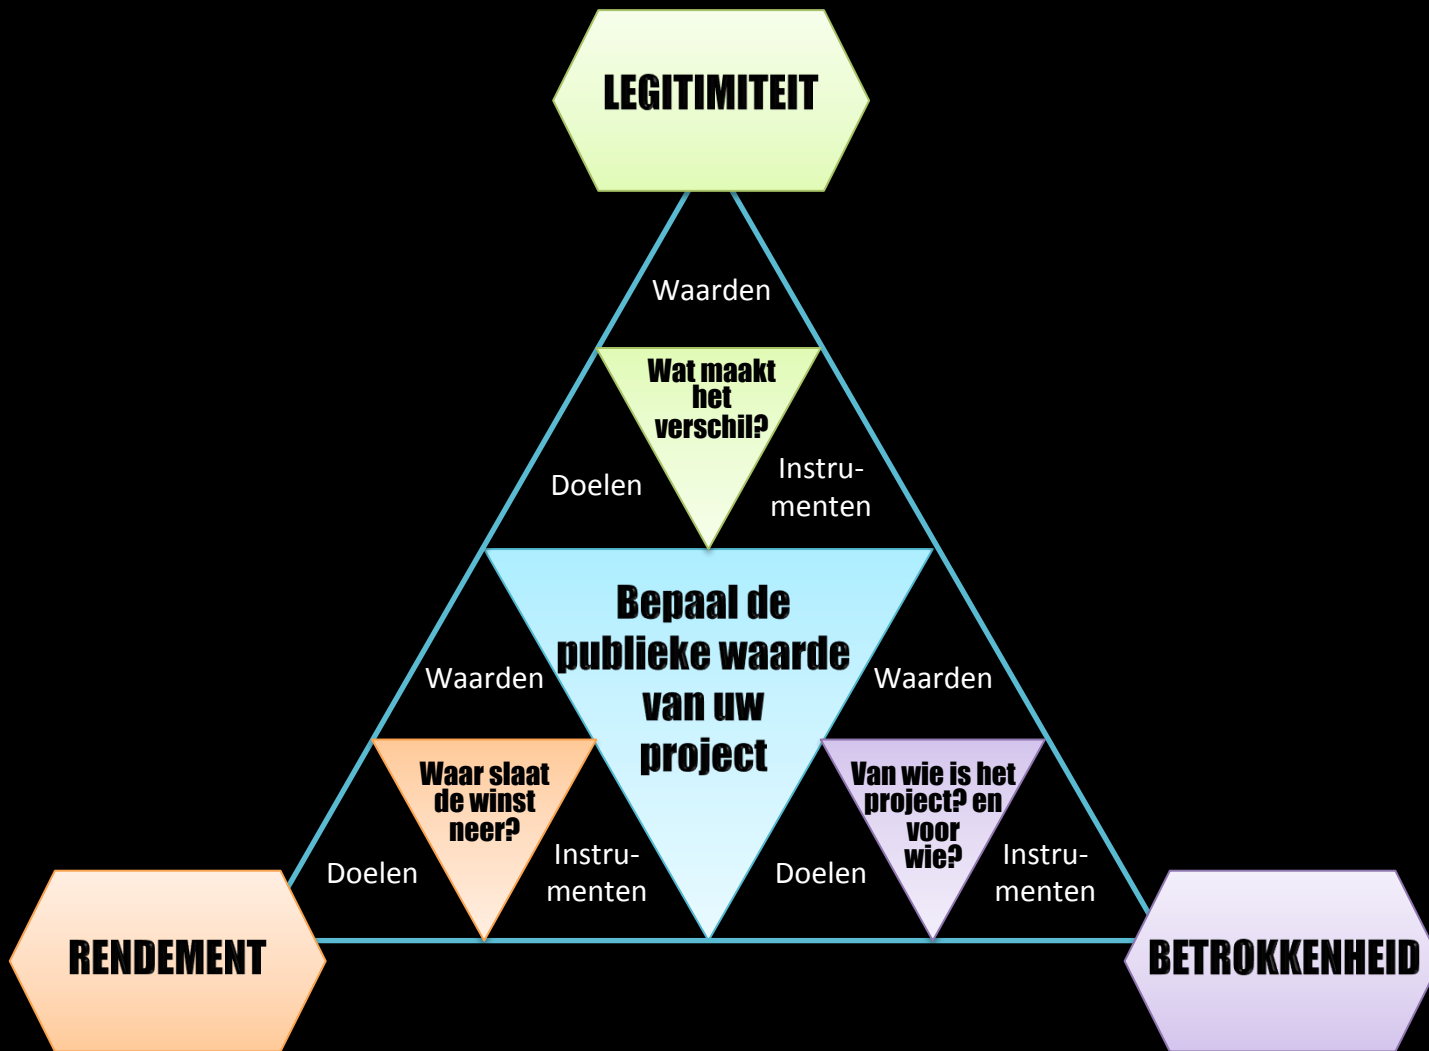 LEGITIMITEIT
Waarden
Wat maakt
het
verschil?
Doelen
Instru-
menten
Bepaal de
publieke waarde
van uw
project
Waarden
Waarden
Waar slaat
de winst
neer?
Van wie is het
project? en
voor
wie?
Doelen
Instru-
menten
Doelen
Instru-
menten
RENDEMENT
BETROKKENHEID